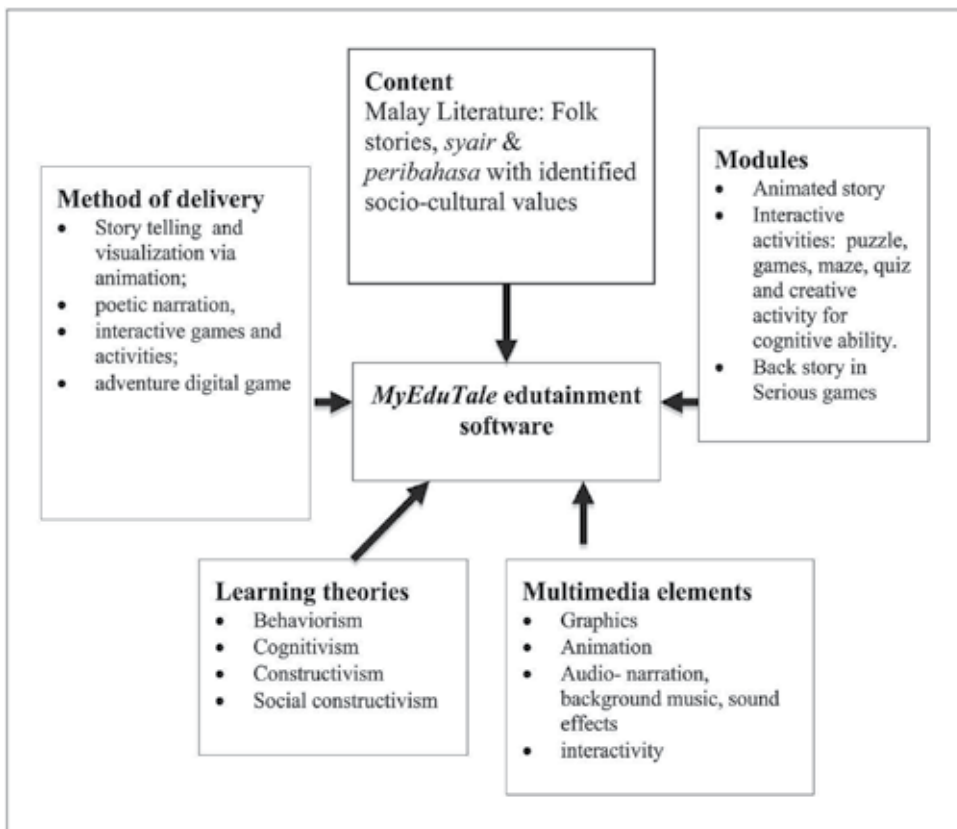 Content
Malay Literature: Folk
stories, syair &
peribahasa with identified
socio-cultural values
Method of delivery
• Story telling and
visualization via
animation;
• poetic narration,
• interactive games and
activities;
• adventure digital game
Modules
• Animated story
• Interactive
activities: puzzle,
games, maze, quiz
and creative
activity for
cognitive ability.
• Back story in
Serious games
MyEduTale edutainment
software
Learning theories
• Behaviorism
• Cognitivism
• Constructivism
• Social constructivism
Multimedia elements
• Graphics
• Animation
• Audio- narration,
background music, sound
effects
• interactivity